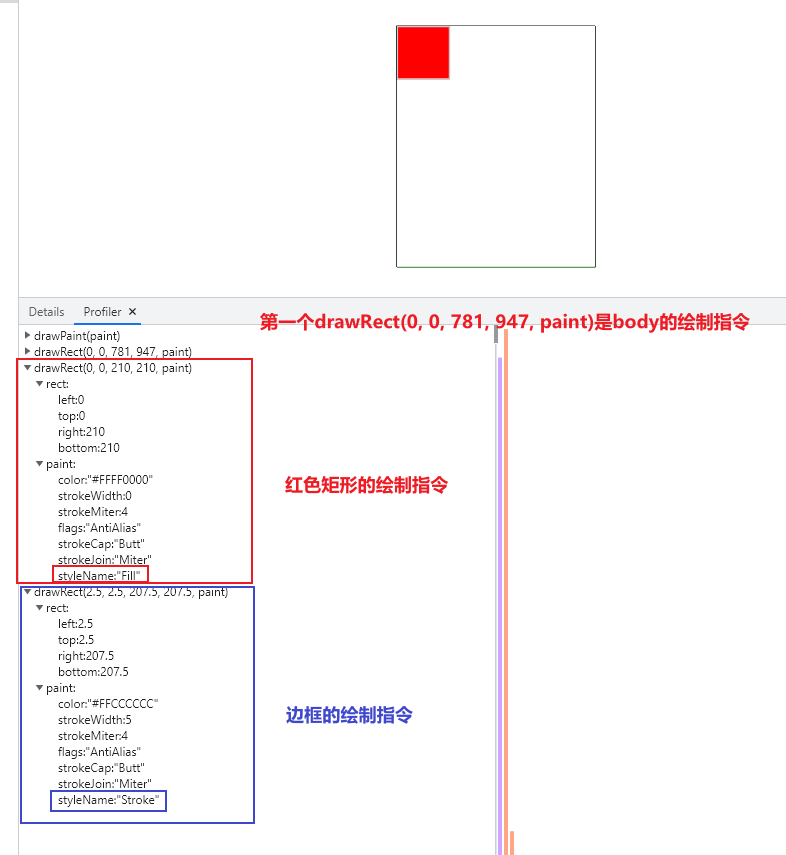 Details Profiler ✕
第一个drawRect(0, 0, 781, 947, paint)是body的绘制指令
drawPaint(paint)
drawRect(0, 0, 781, 947, paint)
drawRect(0, 0, 210, 210, paint)
rect:
left:0
top:0
right:210
bottom:210
paint:
color:"#FFFF0000"
红色矩形的绘制指令
strokeWidth:0
strokeMiter:4
flags:"AntiAlias"
strokeCap:"Butt"
strokeJoin:"Miter"
styleName:"Fill"
drawRect(2.5, 2.5, 207.5, 207.5, paint)
rect:
left:2.5
top:2.5
right:207.5
bottom:207.5
paint:
color:"#FFCCCCCC"
strokeWidth:5
边框的绘制指令
strokeMiter:4
flags:"AntiAlias"
strokeCap:"Butt"
strokeJoin:"Miter"
styleName:"Stroke"